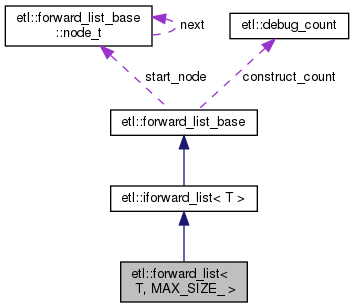 etl::forward_list_base
::node_t
next
etl::debug_count
start_node
construct_count
etl::forward_list_base
etl::iforward_list< T >
etl::forward_list<
T, MAX_SIZE_ >